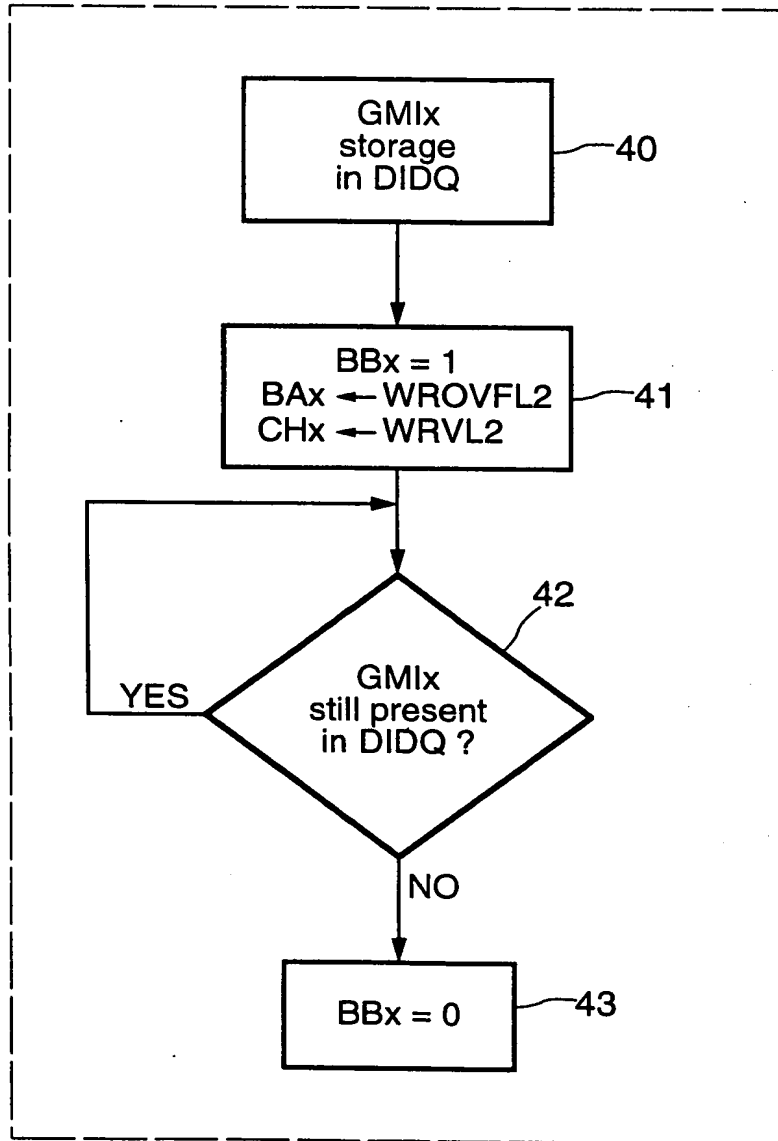 GMIx
storage
in DIDQ
40
BBx = 1
BAx ← WROVFL2
CHx ← WRVL2
41
42
GMIx
still present
in DIDQ ?
YES
NO
BBx = 0
43